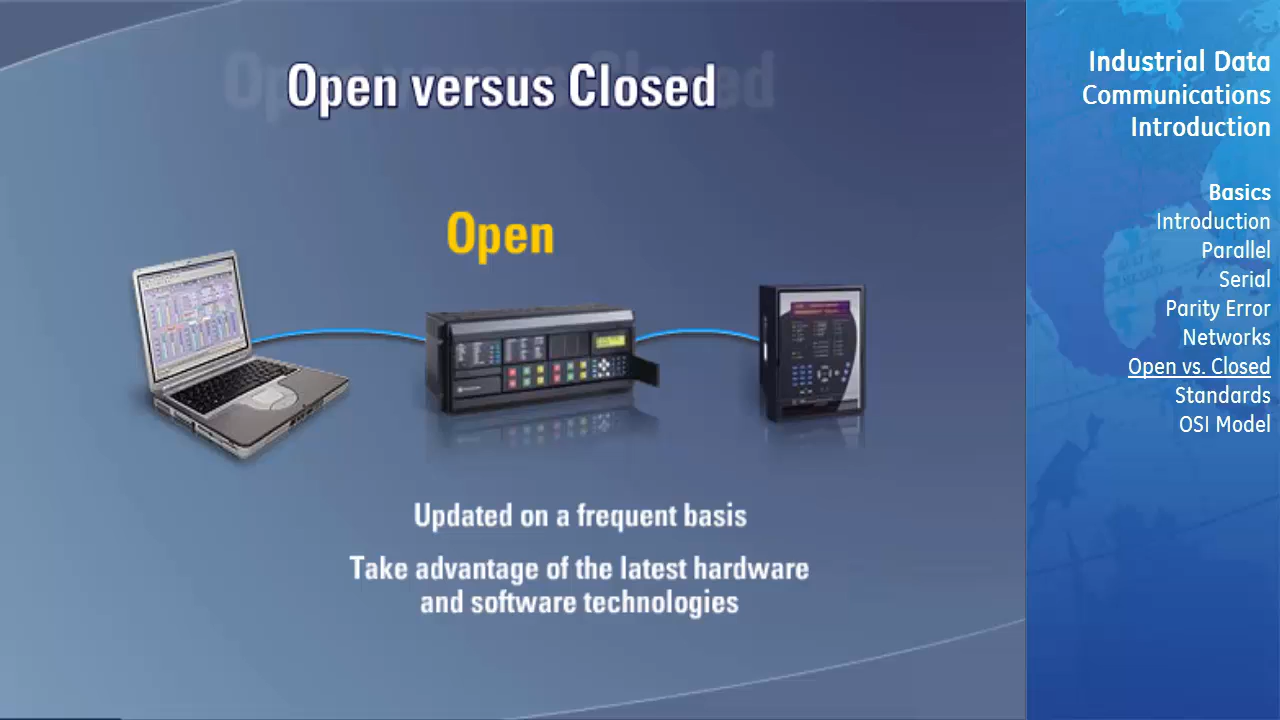 Open versus Closed
Open
Updated on a frequent basis
Take advantage of the latest hardware
and software technologies
Industrial Data
Communications
Introduction
Basics
Introduction
Parallel
Serial
Parity Error
Networks
Open vs. Closed
Standards
OSI Model